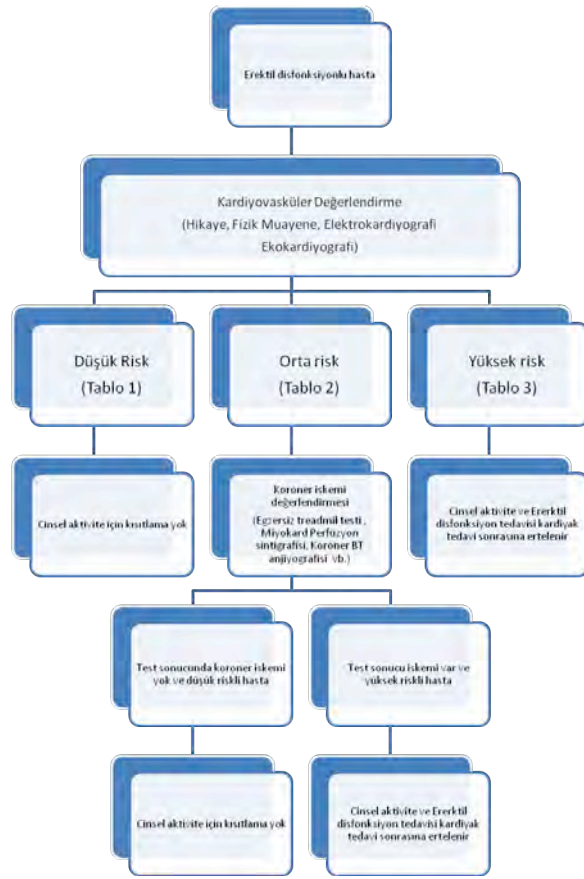 Erektil disfonksiyonlu hasta
Kardiyovasküler Değerlendirme
(Hikaye, Fizik Muayene, Elektrokardiyografi
Ekokardiyografi)
Düşük Risk
(Tablo 1)
Orta risk
(Tablo 2)
Yüksek risk
(Tablo 3)
Cinsel aktivite için kısıtlama yok
Koroner iskemi
değerlendirmesi
(Egzersiz treadmil testi ,
Miyokard Perfüzyon
sintigrafisi, Koroner BT
anjiyografisi vb.)
Cinsel aktivite ve Ererktil
disfonksiyon tedavisi kardiyak
tedavi sonrasına ertelenir
Test sonucunda koroner iskemi
yok ve düşük riskli hasta
Test sonucu iskemi var ve
yüksek riskli hasta
Cinsel aktivite için kısıtlama yok
Cinsel aktivite ve Ererktil
disfonksiyon tedavisi kardiyak
tedavi sonrasına ertelenir